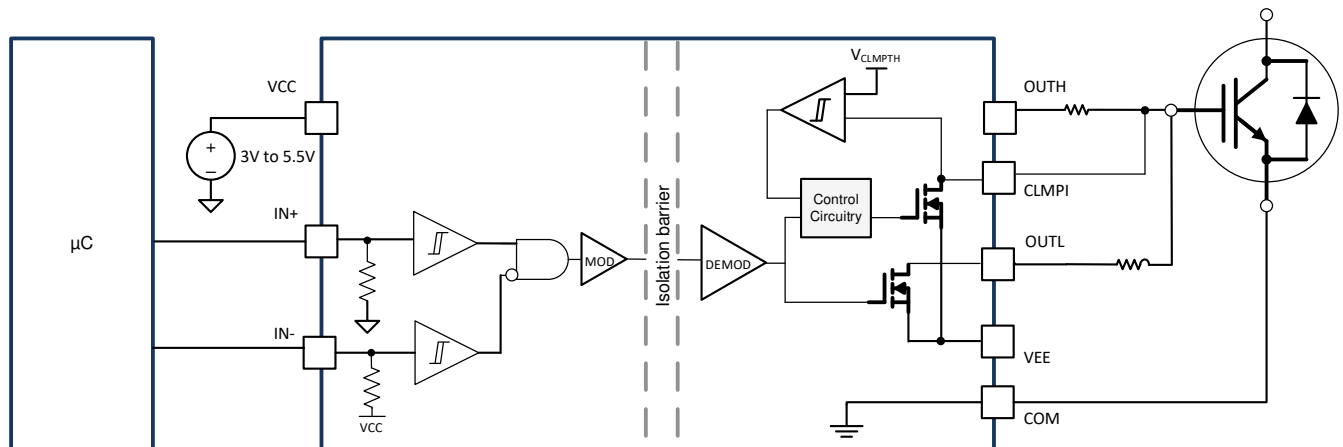 µC
VCC
+
−
3V to 5.5V
IN+
IN-
VCC
MOD
Isolation barrier
DEMOD
VCLMPTH
Control
Circuitry
OUTH
CLMPI
OUTL
VEE
COM